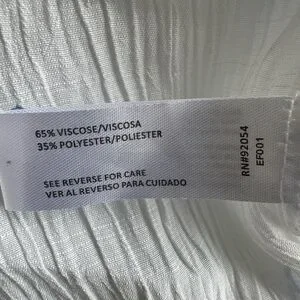 65% VISCOSE/VISCOSA
35% POLYESTER/POLIESTER
SEE REVERSE FOR CARE
VER AL REVERSO PARA CUIDADO
RN#92054
EF001